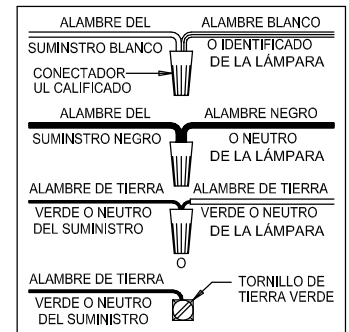 ALAMBRE DEL ALAMBRE BLANCO
SUMINSTRO BLANCO O IDENTIFICADO
CONECTADOR DE LA LÁMPARA
UL CALIFICADO
ALAMBRE DEL ALAMBRE NEGRO
SUMINSTRO NEGRO O NEUTRO
DE LA LÁMPARA
ALAMBRE DE TIERRA ALAMBRE DE TIERRA
VERDE O NEUTRO VERDE O NEUTRO
DEL SUMINISTRO DE LA LÁMPARA
O
ALAMBRE DE TIERRA TORNILLO DE
VERDE O NEUTRO TIERRA VERDE
DEL SUMINISTRO